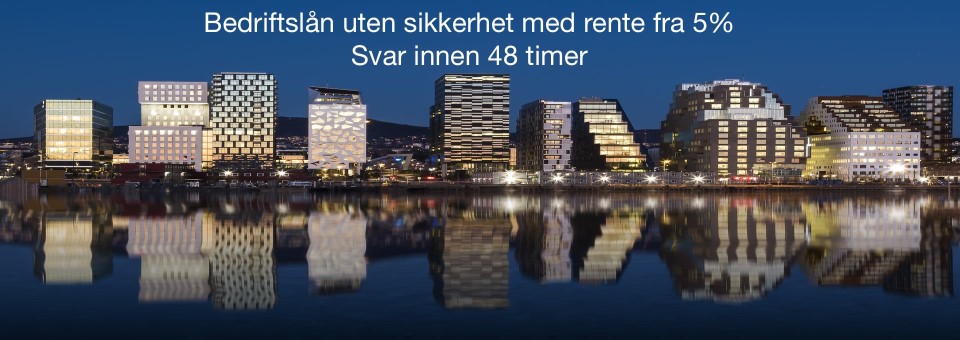 Bedriftslån uten sikkerhet med rente fra 5%
Svar innen 48 timer